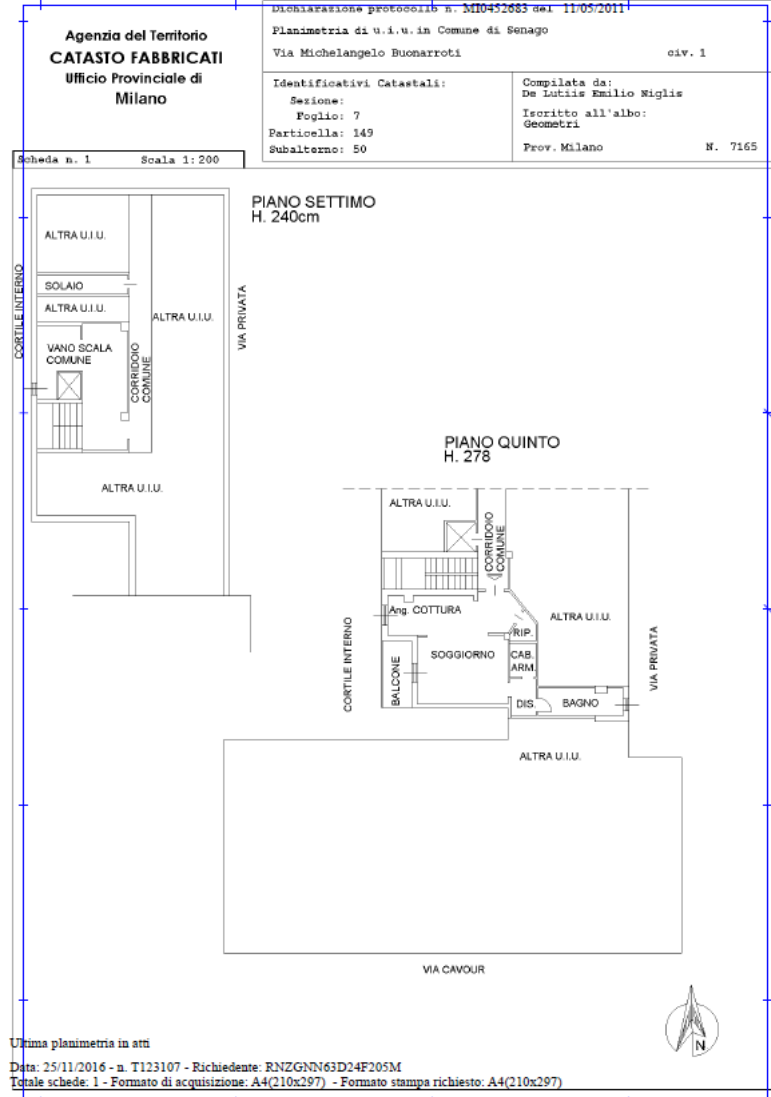 Dichiarazione protocollo n. MI0452683 del 11/05/2011
Agenzia del Territorio
CATASTO FABBRICATI
Ufficio Provinciale di
Milano
Planimetria di u.i.u. in Comune di Senago
Via Michelangelo Buonarroti civ. 1
Identificativi Catastali:
Sezione:
Foglio: 7
Particella: 149
Subalterno: 50
Compilata da:
De Lutiis Emilio Niglis
Iscritto all'albo:
Geometri
Prov. Milano N. 7165
Scheda n. 1 Scala 1:200
PIANO SETTIMO
H. 240cm
ALTRA U.I.U.
SOLAIO
ALTRA U.I.U.
ALTRA U.I.U.
CORTILE INTERNO
VIA PRIVATA
VANO SCALA
COMUNE
CORRIDOIO
COMUNE
ALTRA U.I.U.
PIANO QUINTO
H. 278
ALTRA U.I.U.
CORRIDOIO
COMUNE
Ang. COTTURA
ALTRA U.I.U.
RIP.
SOGGIORNO
CAB.
ARM.
CORTILE INTERNO
BALCONE
VIA PRIVATA
DIS.
BAGNO
ALTRA U.I.U.
VIA CAVOUR
N
Ultima planimetria in atti
Data: 25/11/2016 - n. T123107 - Richiedente: RNZGNN63D24F205M
Totale schede: 1 - Formato di acquisizione: A4(210x297) - Formato stampa richiesto: A4(210x297)